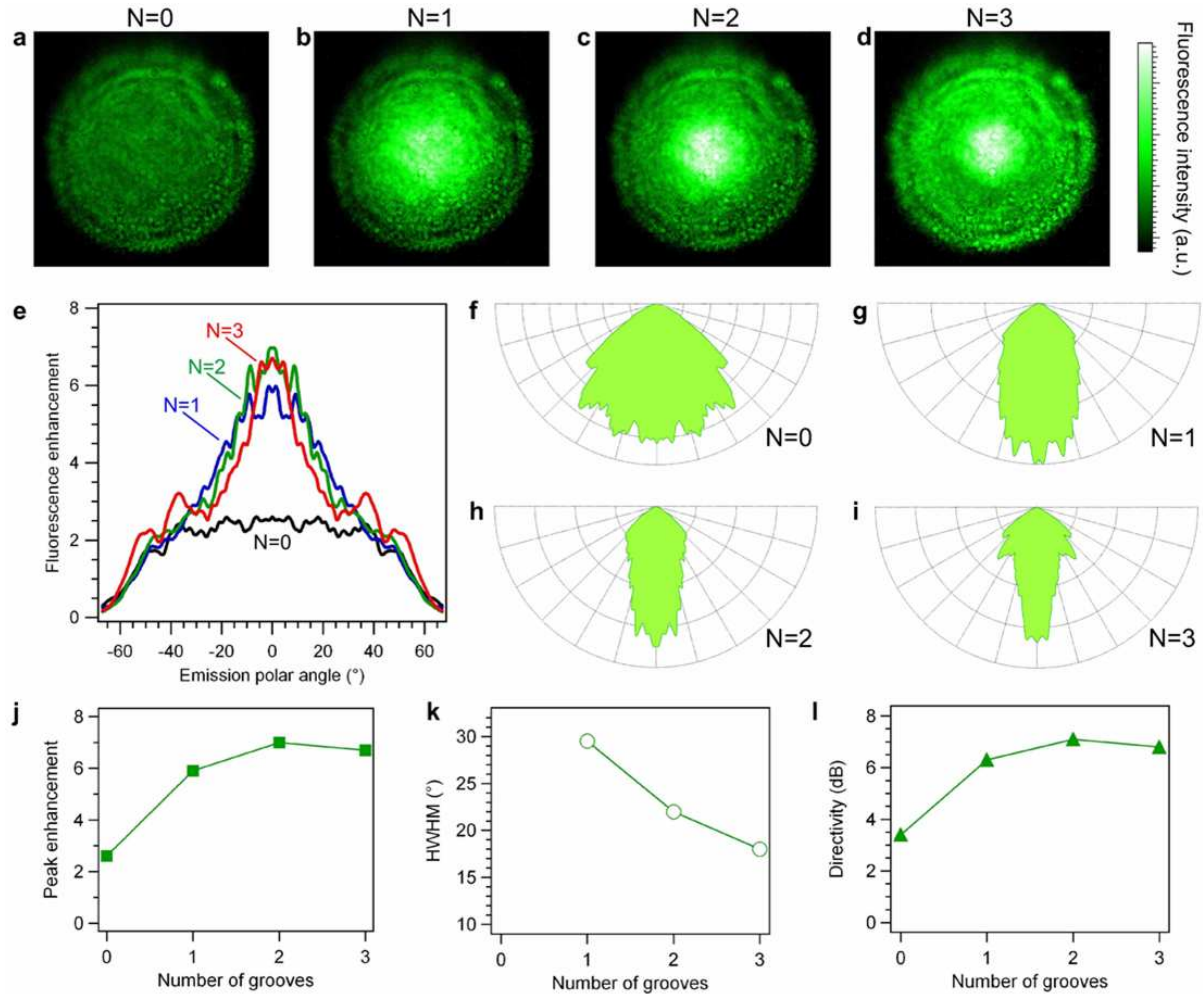 N=0 N=1 N=2 N=3
a b c d
Fluorescence intensity (a.u.)
e
8
6
4
2
0
Fluorescence enhancement
N=3
N=2
N=1
N=0
-60 -40 -20 0 20 40 60
Emission polar angle (°)
f
N=0
g
N=1
h
N=2
i
N=3
j
8
6
4
2
0
Peak enhancement
0 1 2 3
Number of grooves
k
30
25
20
15
10
HWHM (°)
0 1 2 3
Number of grooves
l
8
6
4
2
0
Directivity (dB)
0 1 2 3
Number of grooves